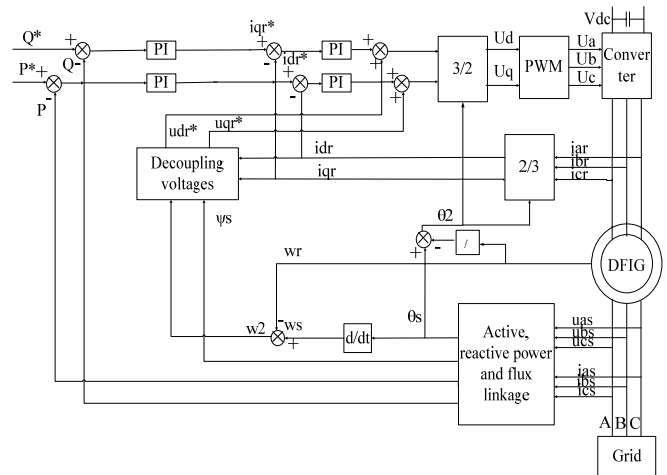 Vdc
Q*
+
Q-
PI
iqr*
-
idr*
PI
+
+
P*+
P-
PI
-
PI
+
+
3/2
Ud
Uq
PWM
Ua
Ub
Uc
Conver
ter
udr*
uqr*
Decoupling
voltages
idr
iqr
2/3
iar
ibr
icr
ψs
θ2
+
-
∫
wr
DFIG
θs
w2
-ws
+
d/dt
Active,
reactive power
and flux
linkage
uas
ubs
ucs
ias
ibs
ics
A B C
Grid